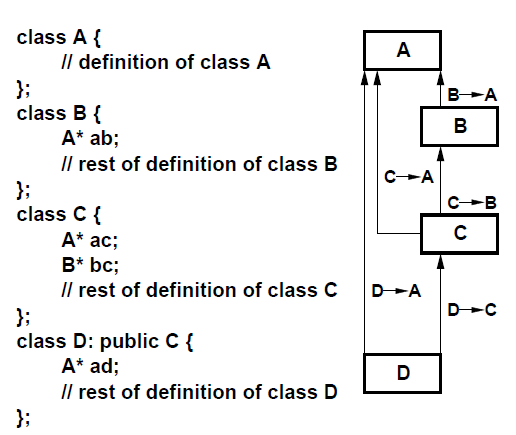 class A {
// definition of class A
};
class B {
A* ab;
// rest of definition of class B
};
class C {
A* ac;
B* bc;
// rest of definition of class C
};
class D: public C {
A* ad;
// rest of definition of class D
};
A
B→A
B
C→A
C→B
C
D→A
D→C
D